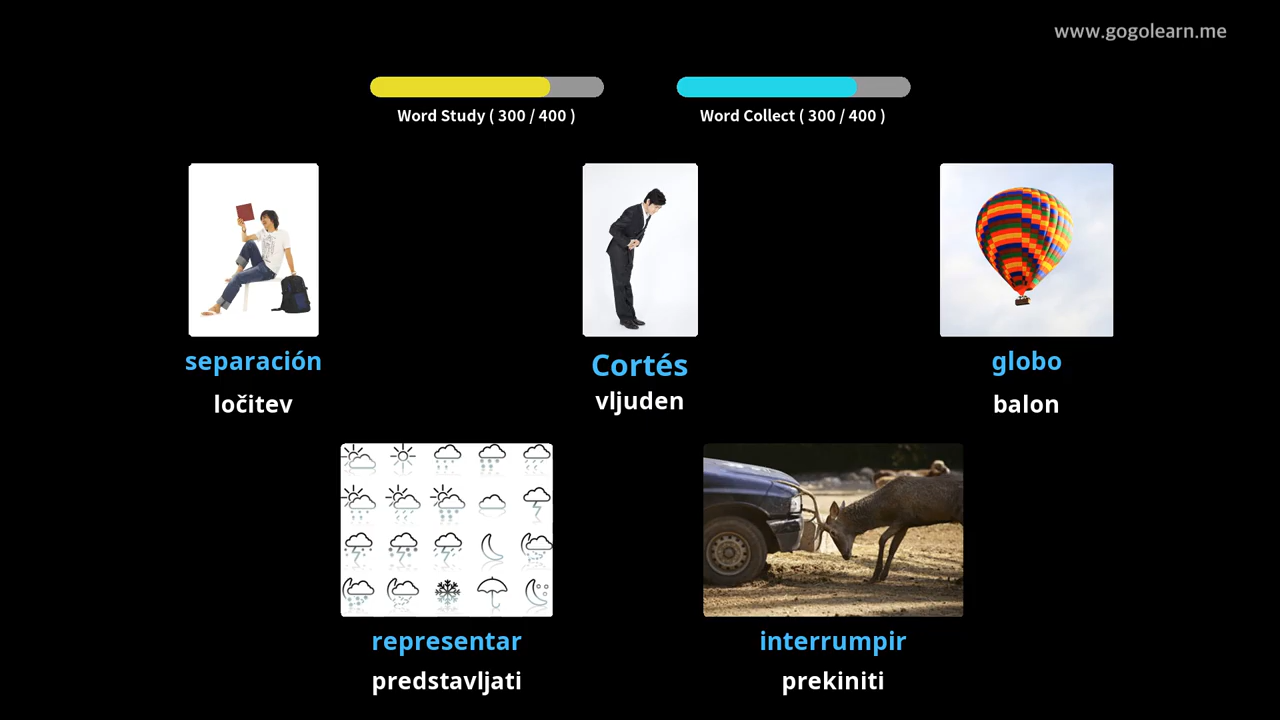 www.gogolearn.me
Word Study ( 300 / 400 )
Word Collect ( 300 / 400 )
separación
ločitev
Cortés
vljuden
globo
balon
representar
predstavljati
interrumpir
prekiniti